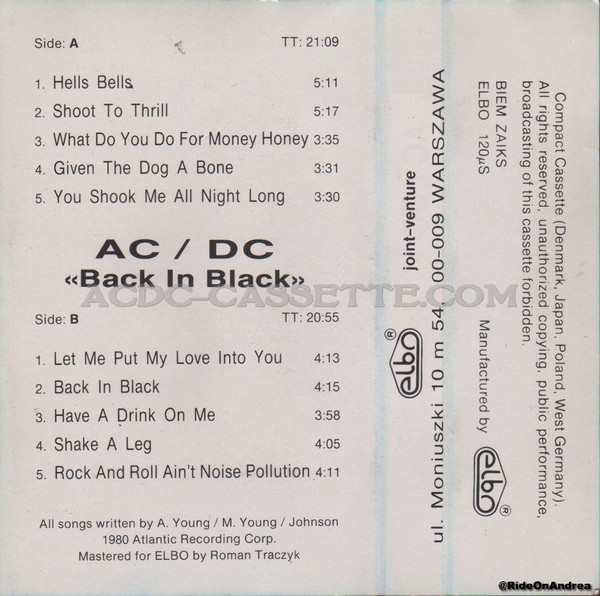 Side: A TT: 21:09
1. Hells Bells 5:11
2. Shoot To Thrill 5:17
3. What Do You Do For Money Honey 3:35
4. Given The Dog A Bone 3:31
5. You Shook Me All Night Long 3:30
AC / DC
«Back In Black»
ACDC-CASSETTE.COM
Side: B TT: 20:55
1. Let Me Put My Love Into You 4:13
2. Back In Black 4:15
3. Have A Drink On Me 3:58
4. Shake A Leg 4:05
5. Rock And Roll Ain't Noise Pollution 4:11
All songs written by A. Young / M. Young / Johnson
1980 Atlantic Recording Corp.
Mastered for ELBO by Roman Traczyk
joint-venture
elbo®
ul. Moniuszki 10 m 54, 00-009 WARSZAWA
Compact Cassette (Denmark, Japan, Poland, West Germany).
All rights reserved, unauthorized copying, public performance,
broadcasting of this cassette forbidden.
BIEM ZAIKS
ELBO 120µS
Manufactured by elbo®
@RideOnAndrea